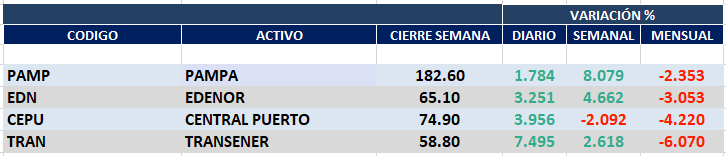 VARIACIÓN %
CODIGO ACTIVO CIERRE SEMANA DIARIO SEMANAL MENSUAL
PAMP PAMPA 182.60 1.784 8.079 -2.353
EDN EDENOR 65.10 3.251 4.662 -3.053
CEPU CENTRAL PUERTO 74.90 3.956 -2.092 -4.220
TRAN TRANSENER 58.80 7.495 2.618 -6.070